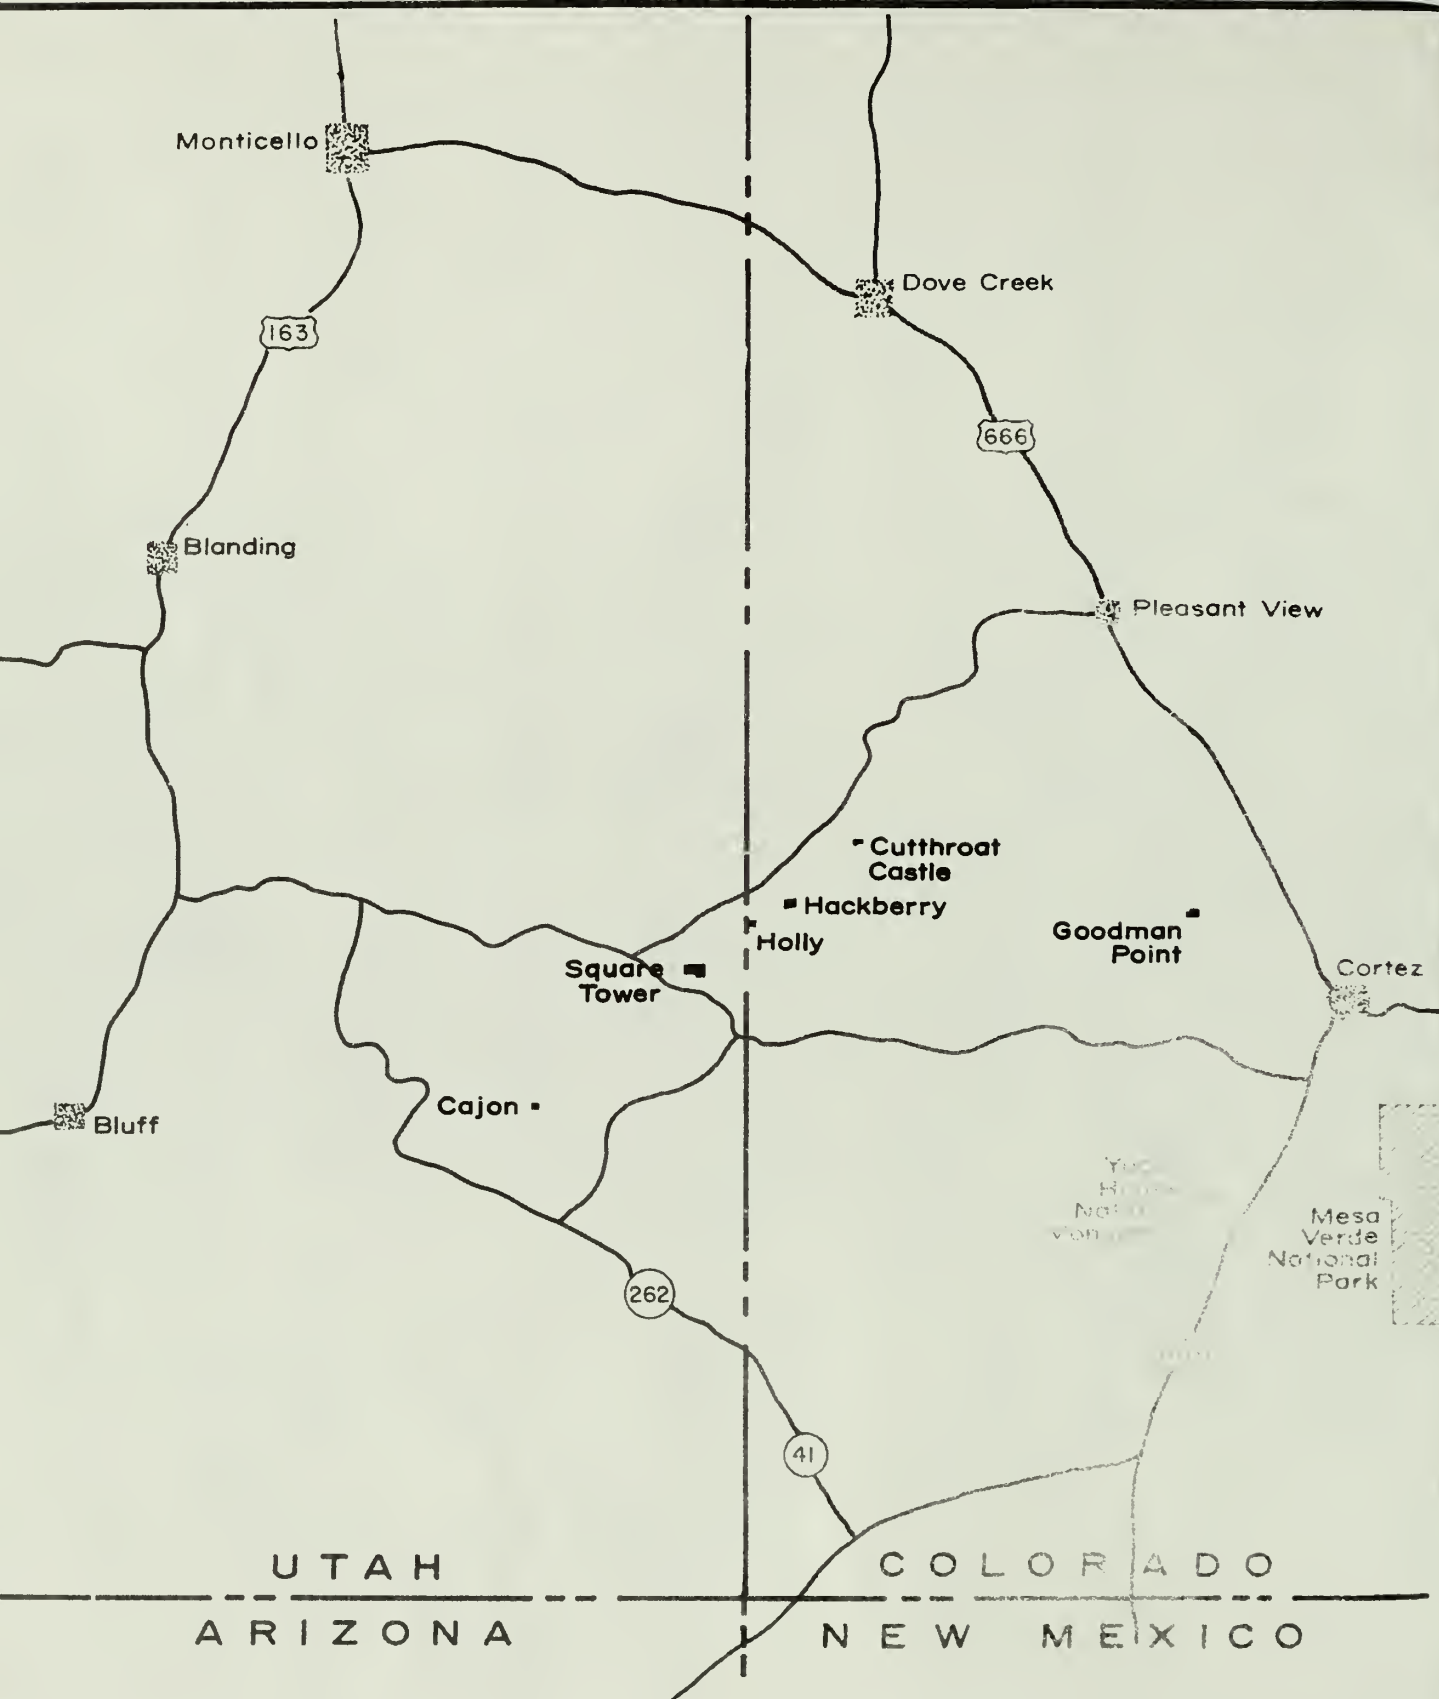 Monticello
Dove Creek
163
666
Blanding
Pleasant View
Cutthroat
Castle
Hackberry
Holly
Goodman
Point
Square
Tower
Cortez
Cajon
Bluff
Mesa
Verde
National
Park
262
41
UTAH
COLORADO
ARIZONA
NEW MEXICO